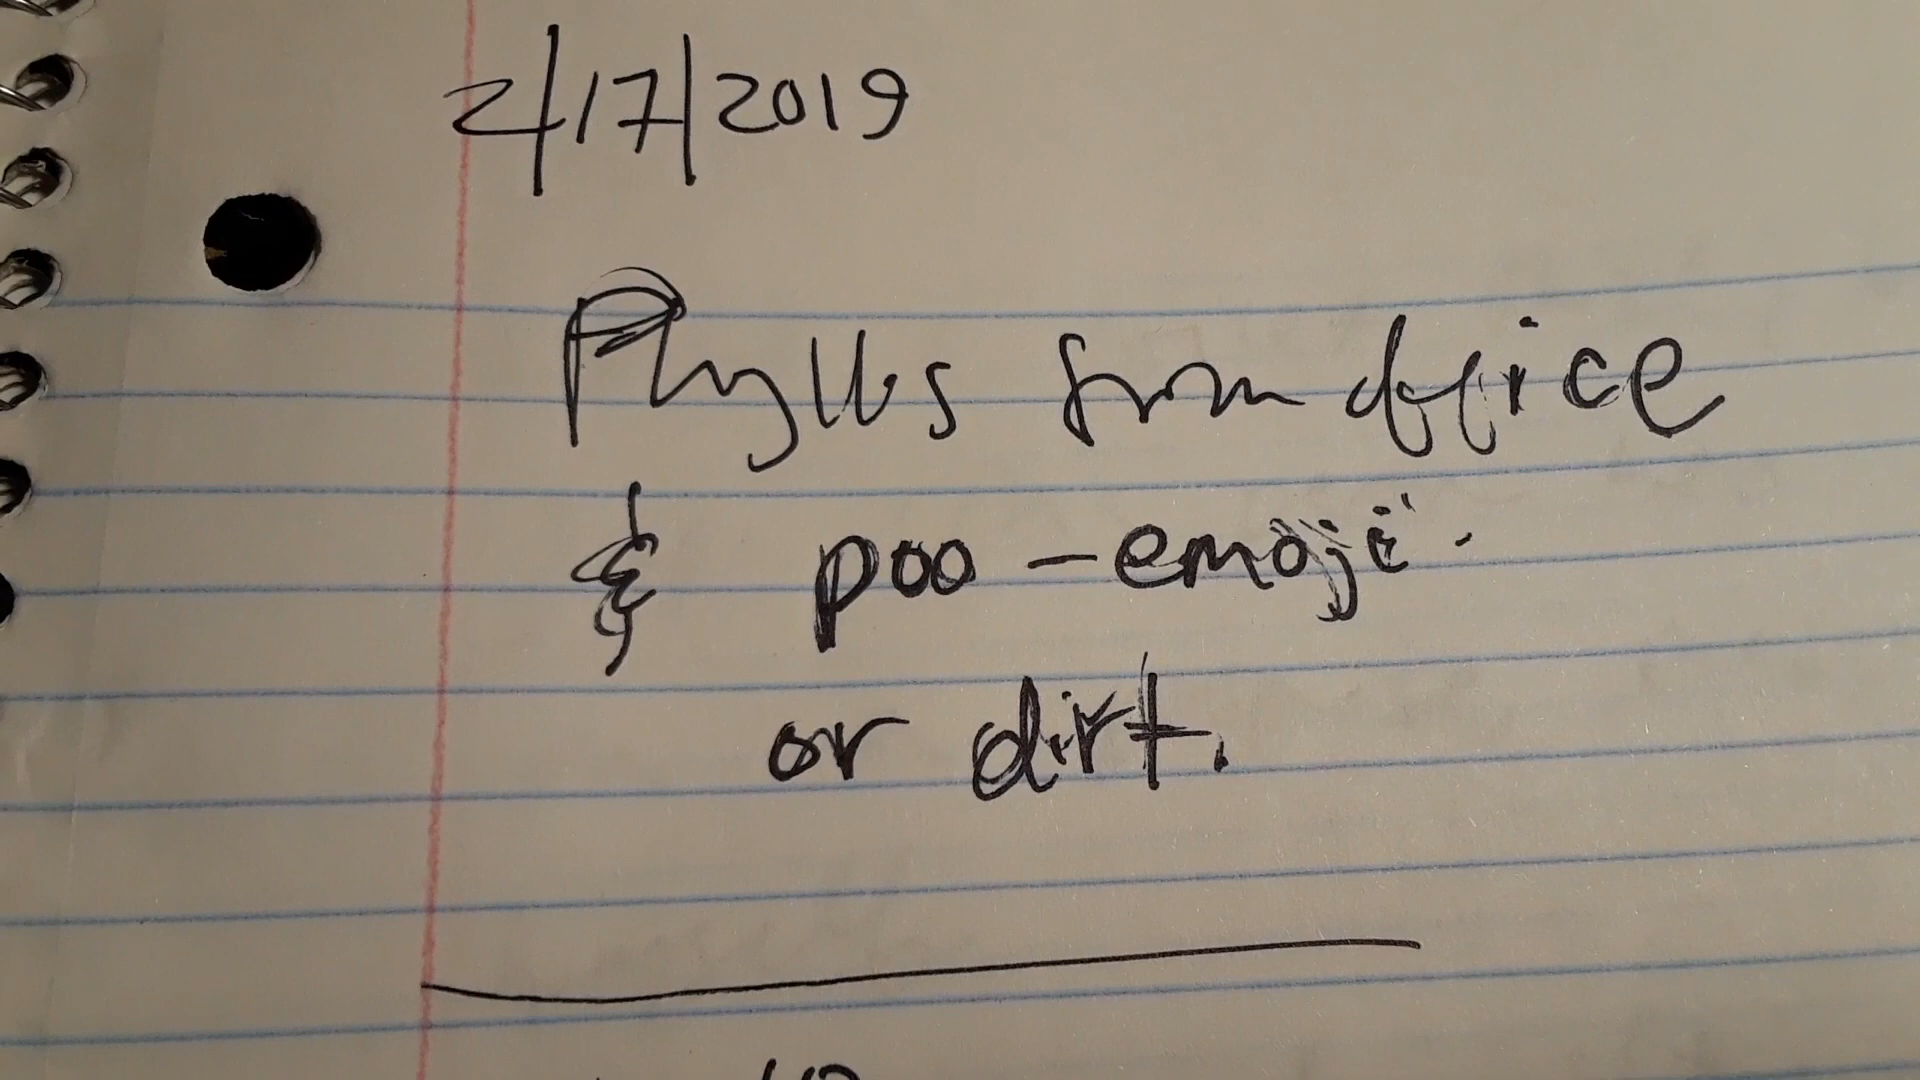 2/17/2019
Phyllis from office
& poo-emoji.
or dirt.